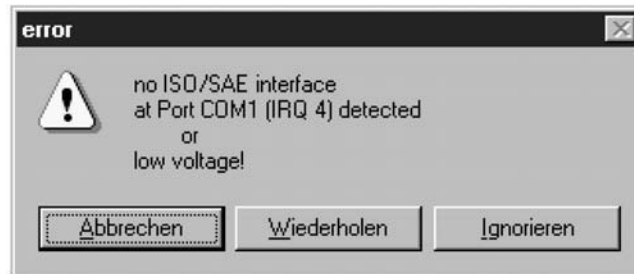 error
no ISO/SAE interface
at Port COM1 (IRQ 4) detected
or
low voltage!
Abbrechen
Wiederholen
Ignorieren